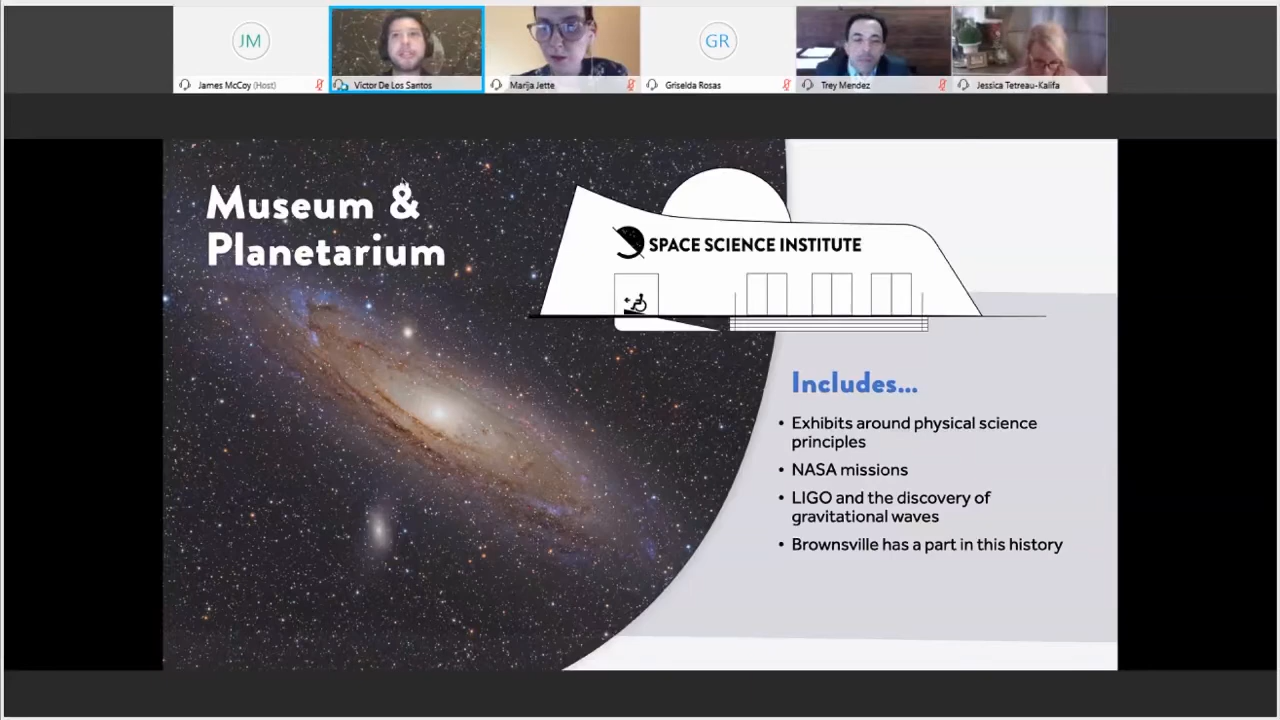 JM
GR
James McCoy (Host)
Victor De Los Santos
Marija Jette
Griselda Rosas
Trey Mendez
Jessica Tetreau-Kalifa
Museum &
Planetarium
SPACE SCIENCE INSTITUTE
Includes...
• Exhibits around physical science
principles
• NASA missions
• LIGO and the discovery of
gravitational waves
• Brownsville has a part in this history